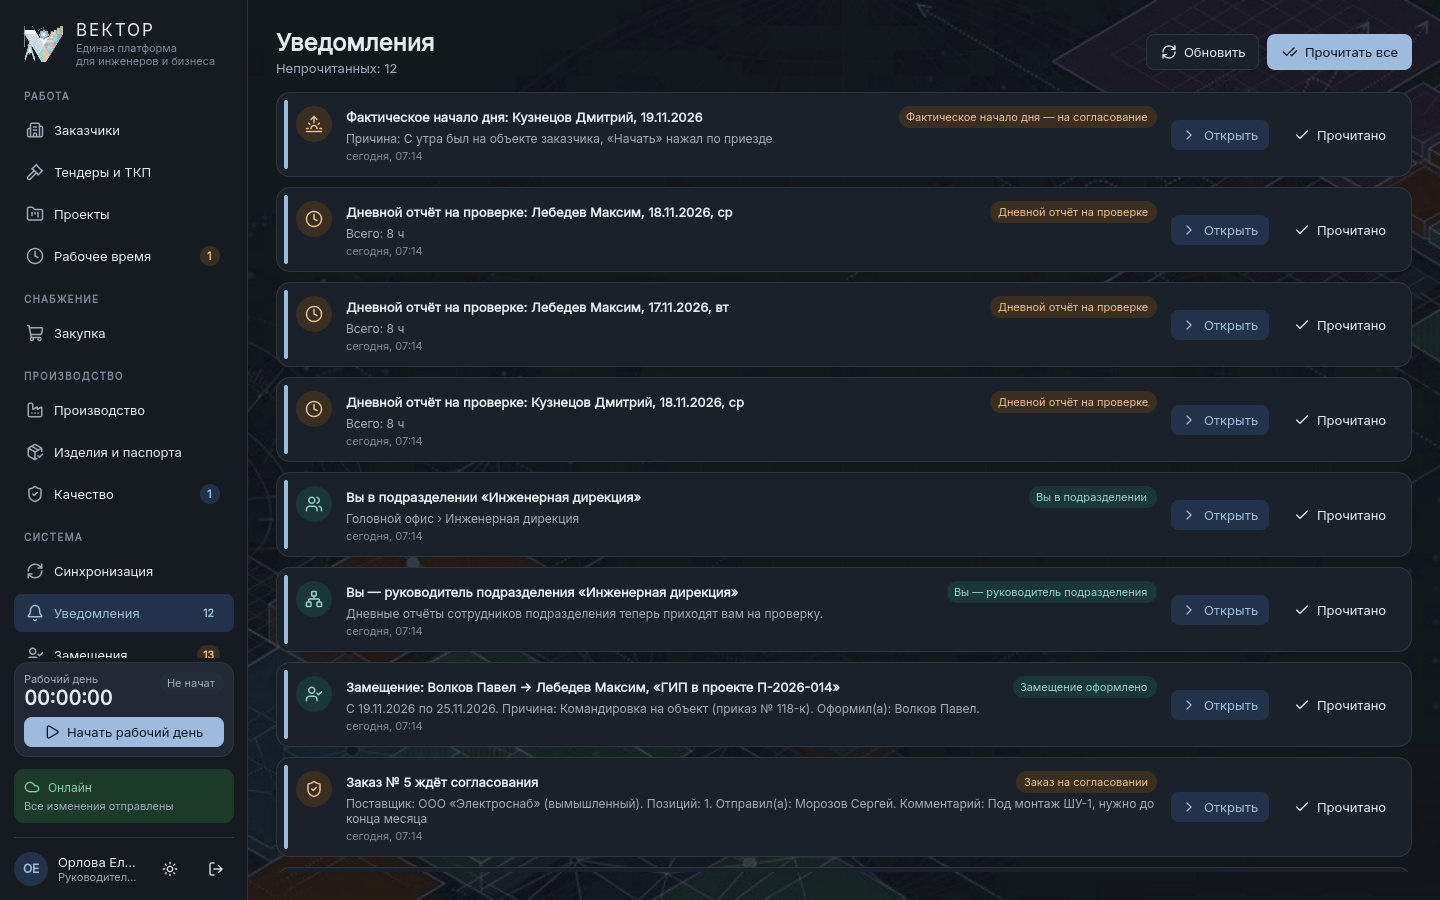 ВЕКТОР
Единая платформа
для инженеров и бизнеса
РАБОТА
Заказчики
Тендеры и ТКП
Проекты
Рабочее время 1
СНАБЖЕНИЕ
Закупка
ПРОИЗВОДСТВО
Производство
Изделия и паспорта
Качество 1
СИСТЕМА
Синхронизация
Уведомления 12
Замещения 13
Рабочий день
Не начат
00:00:00
Начать рабочий день
Онлайн
Все изменения отправлены
ОЕ
Орлова Ел...
Руководител...
Уведомления
Непрочитанных: 12
Обновить
Прочитать все
Фактическое начало дня: Кузнецов Дмитрий, 19.11.2026
Фактическое начало дня — на согласование
Причина: С утра был на объекте заказчика, «Начать» нажал по приезде
сегодня, 07:14
Открыть
Прочитано
Дневной отчёт на проверке: Лебедев Максим, 18.11.2026, ср
Дневной отчёт на проверке
Всего: 8 ч
сегодня, 07:14
Открыть
Прочитано
Дневной отчёт на проверке: Лебедев Максим, 17.11.2026, вт
Дневной отчёт на проверке
Всего: 8 ч
сегодня, 07:14
Открыть
Прочитано
Дневной отчёт на проверке: Кузнецов Дмитрий, 18.11.2026, ср
Дневной отчёт на проверке
Всего: 8 ч
сегодня, 07:14
Открыть
Прочитано
Вы в подразделении «Инженерная дирекция»
Вы в подразделении
Головной офис › Инженерная дирекция
сегодня, 07:14
Открыть
Прочитано
Вы — руководитель подразделения «Инженерная дирекция»
Вы — руководитель подразделения
Дневные отчёты сотрудников подразделения теперь приходят вам на проверку.
сегодня, 07:14
Открыть
Прочитано
Замещение: Волков Павел → Лебедев Максим, «ГИП в проекте П-2026-014»
Замещение оформлено
С 19.11.2026 по 25.11.2026. Причина: Командировка на объект (приказ № 118-к). Оформил(а): Волков Павел.
сегодня, 07:14
Открыть
Прочитано
Заказ № 5 ждёт согласования
Заказ на согласовании
Поставщик: ООО «Электроснаб» (вымышленный). Позиций: 1. Отправил(а): Морозов Сергей. Комментарий: Под монтаж ШУ-1, нужно до
конца месяца
сегодня, 07:14
Открыть
Прочитано